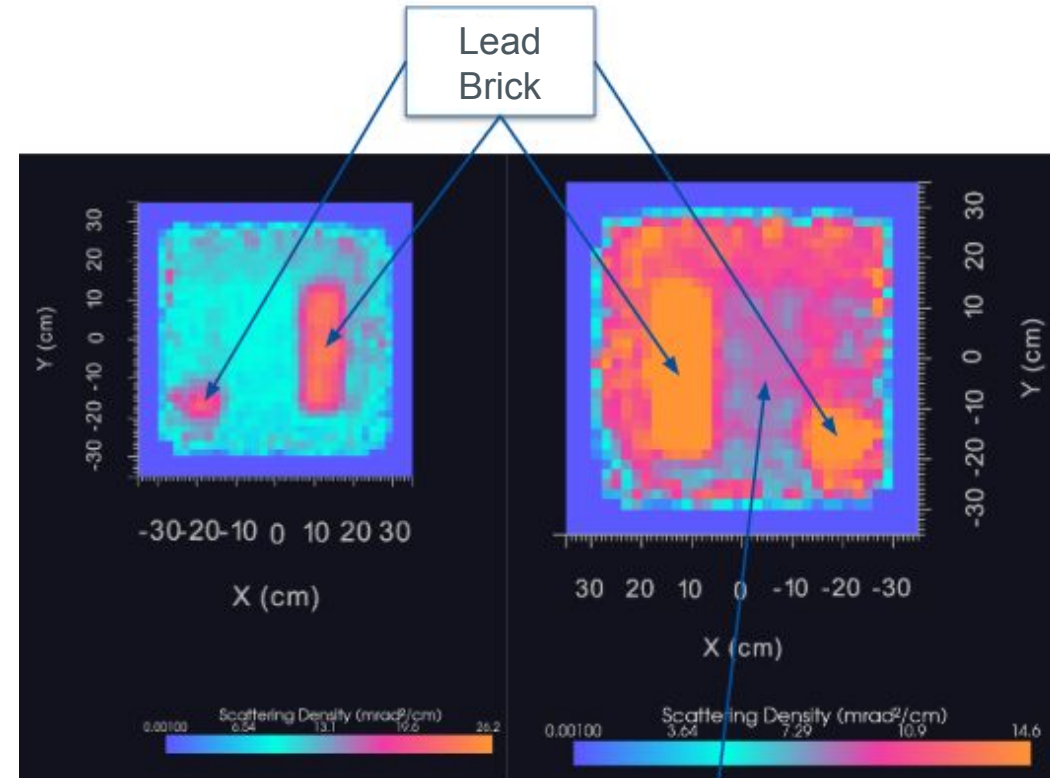 Lead
Brick
30
20
10
0
-10
-20
-30
Y (cm)
-30 -20 -10 0 10 20 30
X (cm)
Scattering Density (mrad²/cm)
0.00100 6.54 13.1 19.6 26.2
30
20
10
0
-10
-20
-30
Y (cm)
30 20 10 0 -10 -20 -30
X (cm)
Scattering Density (mrad²/cm)
0.00100 3.64 7.29 10.9 14.6